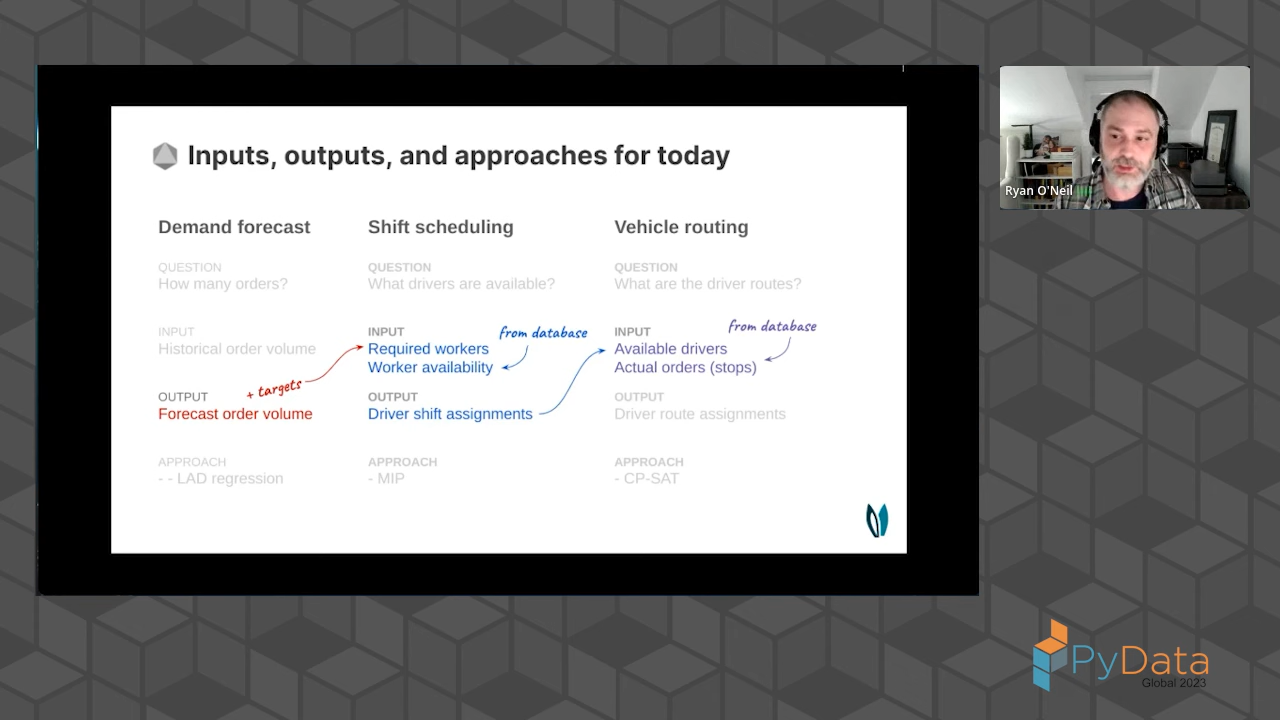 Inputs, outputs, and approaches for today
Demand forecast
QUESTION
How many orders?
INPUT
Historical order volume
OUTPUT
+ targets
Forecast order volume
APPROACH
- - LAD regression
Shift scheduling
QUESTION
What drivers are available?
INPUT
from database
Required workers
Worker availability
OUTPUT
Driver shift assignments
APPROACH
- MIP
Vehicle routing
QUESTION
What are the driver routes?
INPUT
from database
Available drivers
Actual orders (stops)
OUTPUT
Driver route assignments
APPROACH
- CP-SAT
Ryan O'Neil
PyData
Global 2023